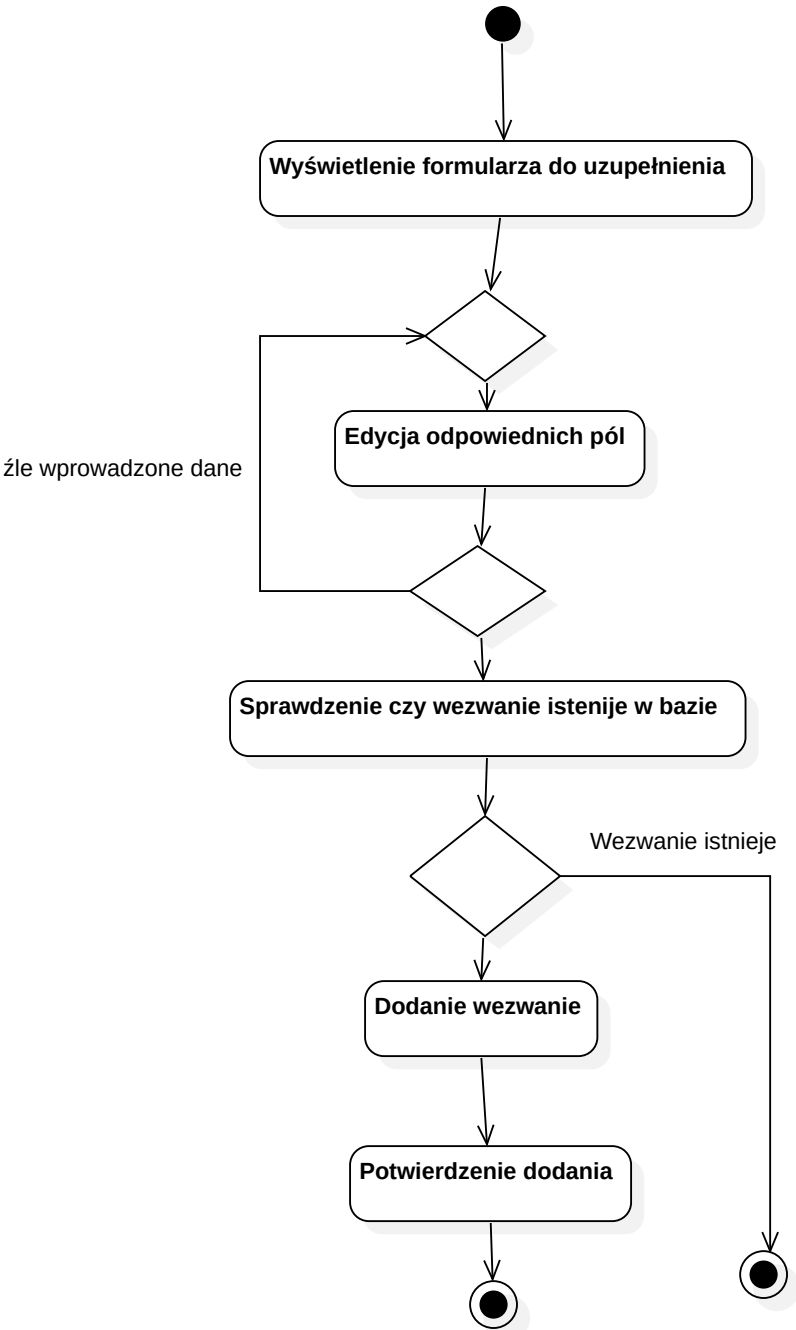 Wyświetlenie formularza do uzupełnienia
Edycja odpowiednich pól
źle wprowadzone dane
Sprawdzenie czy wezwanie istenije w bazie
Wezwanie istnieje
Dodanie wezwanie
Potwierdzenie dodania